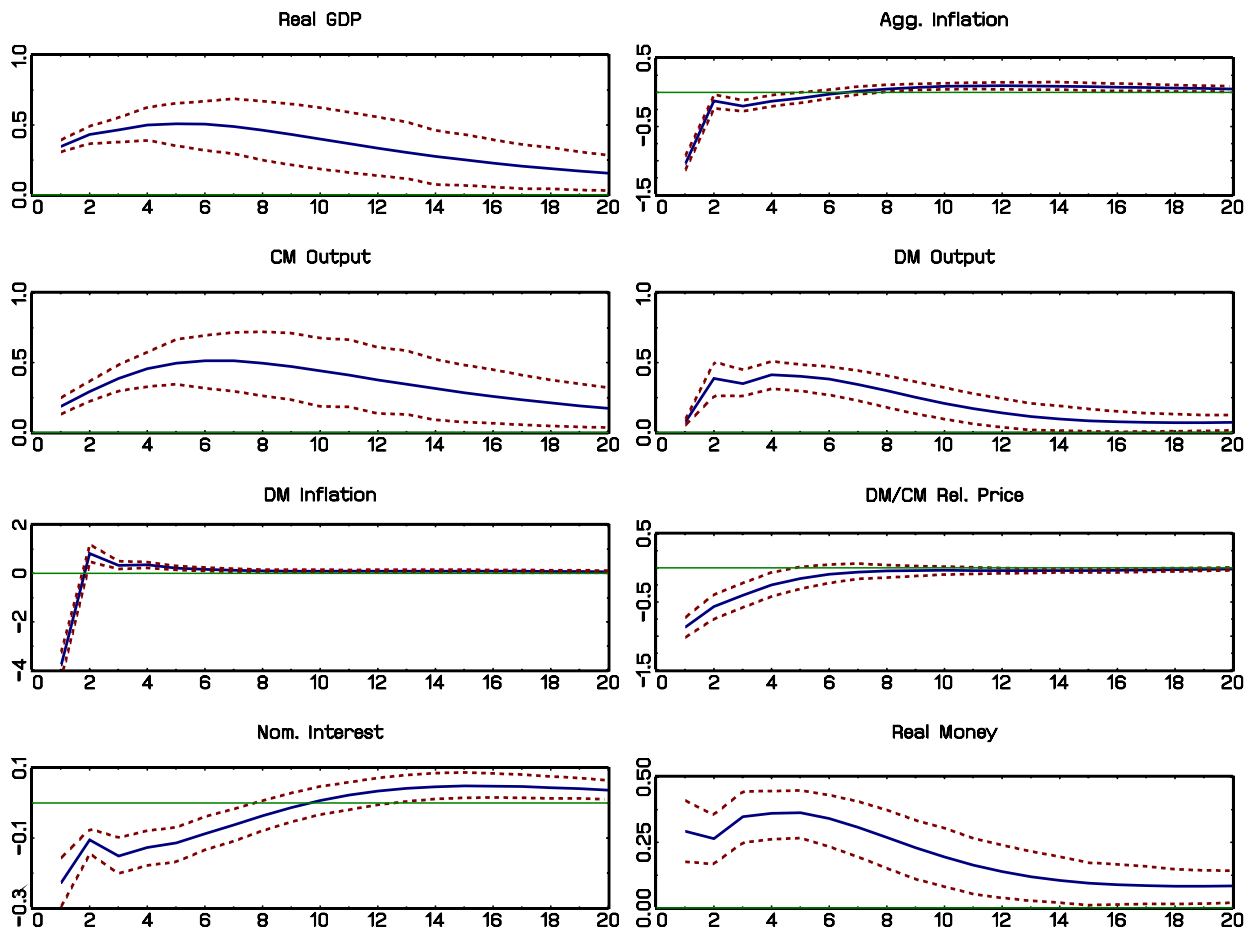 Real GDP
1.0
0.5
0.0
0 2 4 6 8 10 12 14 16 18 20
Agg. Inflation
0.5
-0.5
-1.5
0 2 4 6 8 10 12 14 16 18 20
CM Output
1.0
0.5
0.0
0 2 4 6 8 10 12 14 16 18 20
DM Output
1.0
0.5
0.0
0 2 4 6 8 10 12 14 16 18 20
DM Inflation
2
0
-2
-4
0 2 4 6 8 10 12 14 16 18 20
DM/CM Rel. Price
0.5
-0.5
-1.5
0 2 4 6 8 10 12 14 16 18 20
Nom. Interest
0.1
-0.1
-0.3
0 2 4 6 8 10 12 14 16 18 20
Real Money
0.50
0.25
0.00
0 2 4 6 8 10 12 14 16 18 20